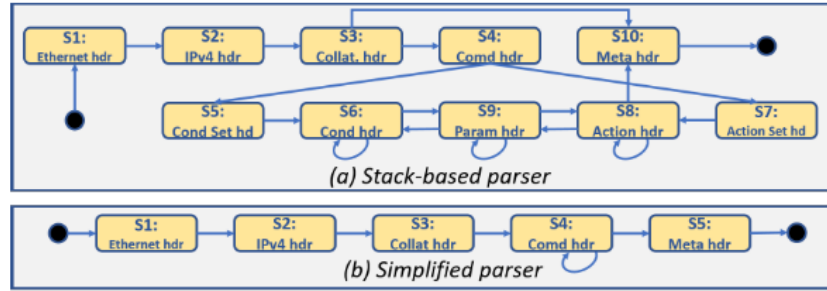 S1:
Ethernet hdr
S2:
IPv4 hdr
S3:
Collat. hdr
S4:
Comd hdr
S10:
Meta hdr
S5:
Cond Set hd
S6:
Cond hdr
S9:
Param hdr
S8:
Action hdr
S7:
Action Set hd
(a) Stack-based parser
S1:
Ethernet hdr
S2:
IPv4 hdr
S3:
Collat hdr
S4:
Comd hdr
S5:
Meta hdr
(b) Simplified parser